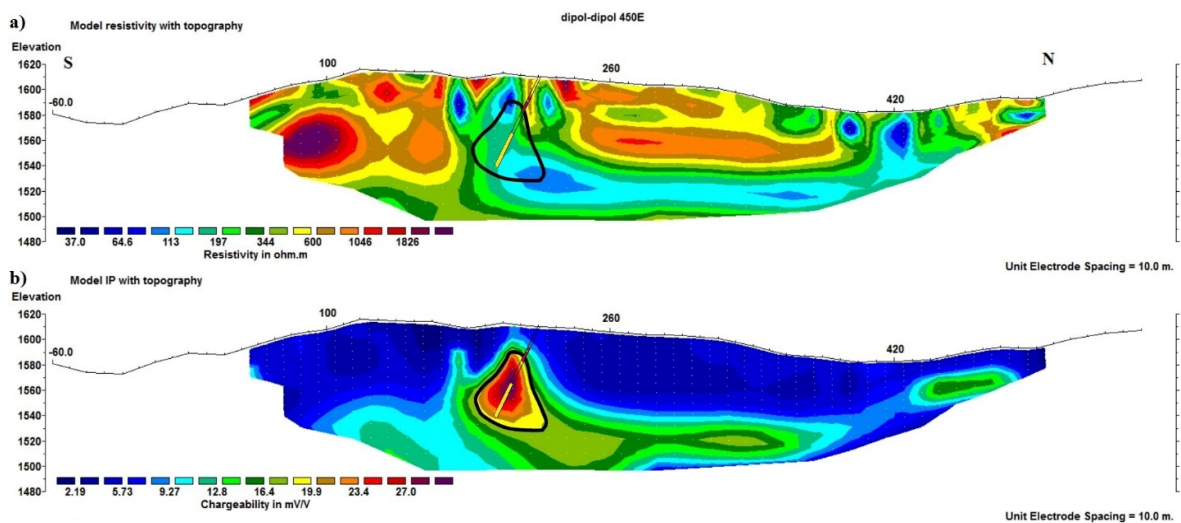 a)
Model resistivity with topography
dipol-dipol 450E
Elevation
S
N
1620
1600
1580
1560
1540
1520
1500
1480
-60.0
100
260
420
37.0 64.6 113 197 344 600 1046 1826
Resistivity in ohm.m
Unit Electrode Spacing = 10.0 m.
b)
Model IP with topography
Elevation
1620
1600
1580
1560
1540
1520
1500
1480
-60.0
100
260
420
2.19 5.73 9.27 12.8 16.4 19.9 23.4 27.0
Chargeability in mV/V
Unit Electrode Spacing = 10.0 m.